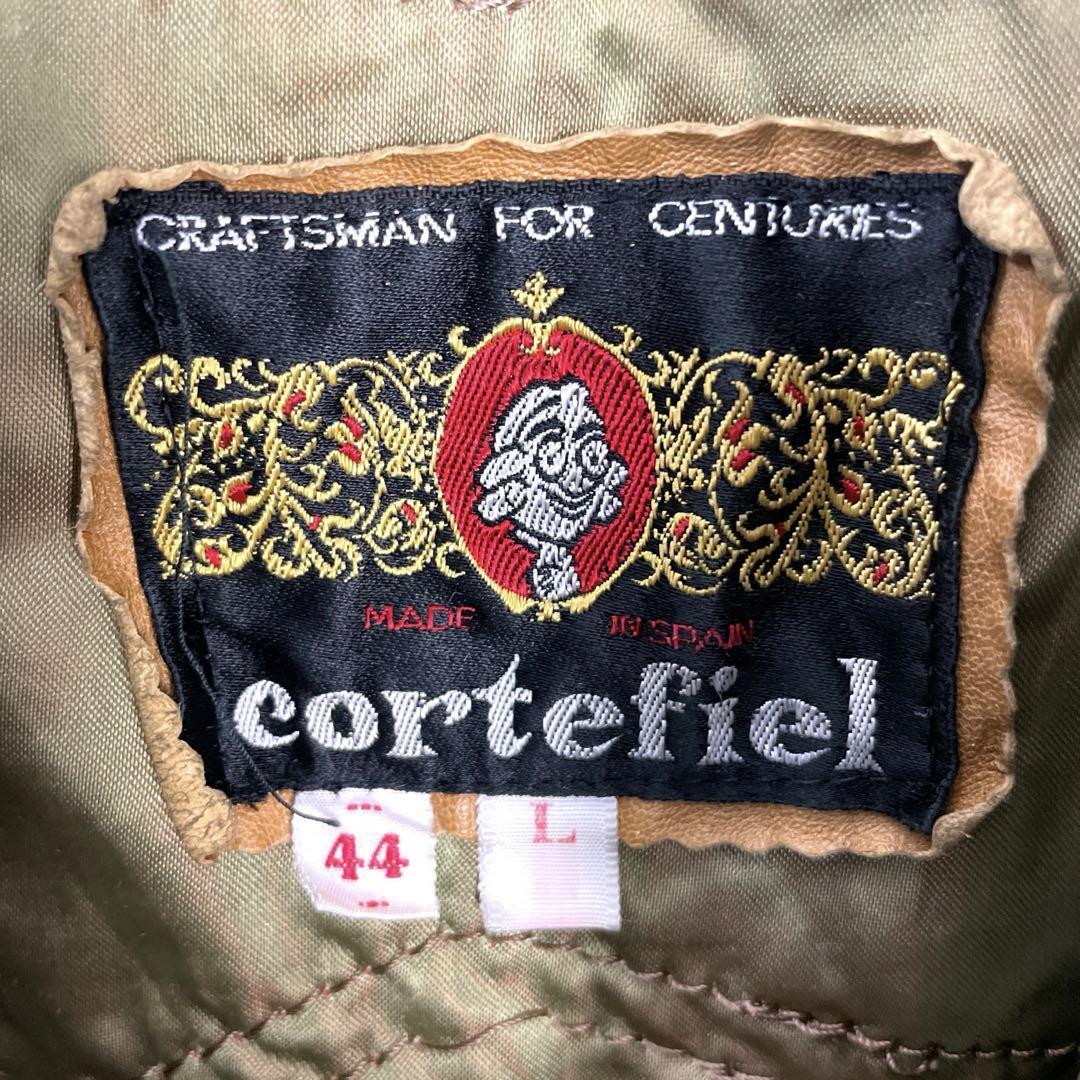 CRAFTSMAN FOR CENTURIES
MADE IN SPAIN
cortefiel
44
L